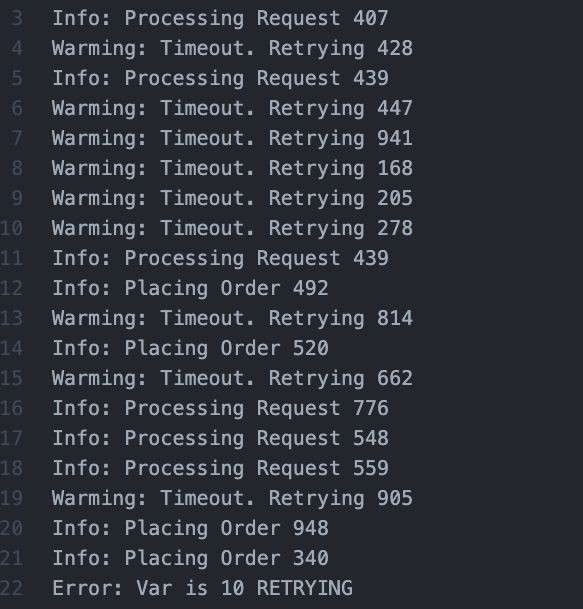 3 Info: Processing Request 407
4 Warming: Timeout. Retrying 428
5 Info: Processing Request 439
6 Warming: Timeout. Retrying 447
7 Warming: Timeout. Retrying 941
8 Warming: Timeout. Retrying 168
9 Warming: Timeout. Retrying 205
10 Warming: Timeout. Retrying 278
11 Info: Processing Request 439
12 Info: Placing Order 492
13 Warming: Timeout. Retrying 814
14 Info: Placing Order 520
15 Warming: Timeout. Retrying 662
16 Info: Processing Request 776
17 Info: Processing Request 548
18 Info: Processing Request 559
19 Warming: Timeout. Retrying 905
20 Info: Placing Order 948
21 Info: Placing Order 340
22 Error: Var is 10 RETRYING